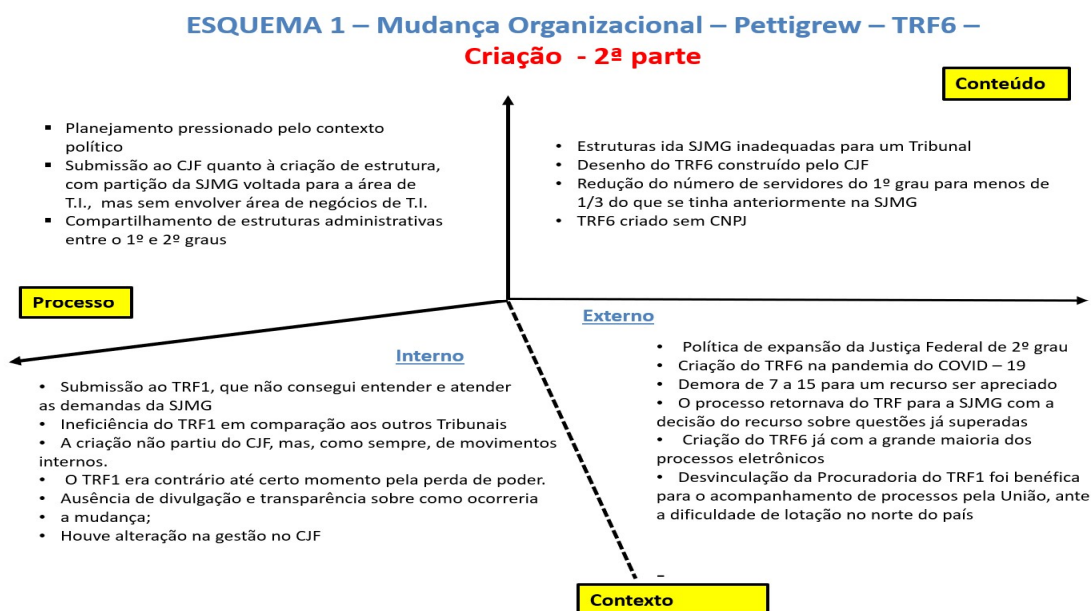 ESQUEMA 1 – Mudança Organizacional – Pettigrew – TRF6 –
Criação - 2ª parte
Conteúdo
▪ Planejamento pressionado pelo contexto
político
▪ Submissão ao CJF quanto à criação de estrutura,
com partição da SJMG voltada para a área de
T.I., mas sem envolver área de negócios de T.I.
▪ Compartilhamento de estruturas administrativas
entre o 1º e 2º graus
• Estruturas ida SJMG inadequadas para um Tribunal
• Desenho do TRF6 construído pelo CJF
• Redução do número de servidores do 1º grau para menos de
1/3 do que se tinha anteriormente na SJMG
• TRF6 criado sem CNPJ
Processo
Externo
Interno
• Submissão ao TRF1, que não consegui entender e atender
as demandas da SJMG
• Ineficiência do TRF1 em comparação aos outros Tribunais
• A criação não partiu do CJF, mas, como sempre, de movimentos
internos.
• O TRF1 era contrário até certo momento pela perda de poder.
• Ausência de divulgação e transparência sobre como ocorreria
• a mudança;
• Houve alteração na gestão no CJF
• Política de expansão da Justiça Federal de 2º grau
• Criação do TRF6 na pandemia do COVID – 19
• Demora de 7 a 15 para um recurso ser apreciado
• O processo retornava do TRF para a SJMG com a
decisão do recurso sobre questões já superadas
• Criação do TRF6 já com a grande maioria dos
processos eletrônicos
• Desvinculação da Procuradoria do TRF1 foi benéfica
para o acompanhamento de processos pela União, ante
a dificuldade de lotação no norte do país
–
Contexto